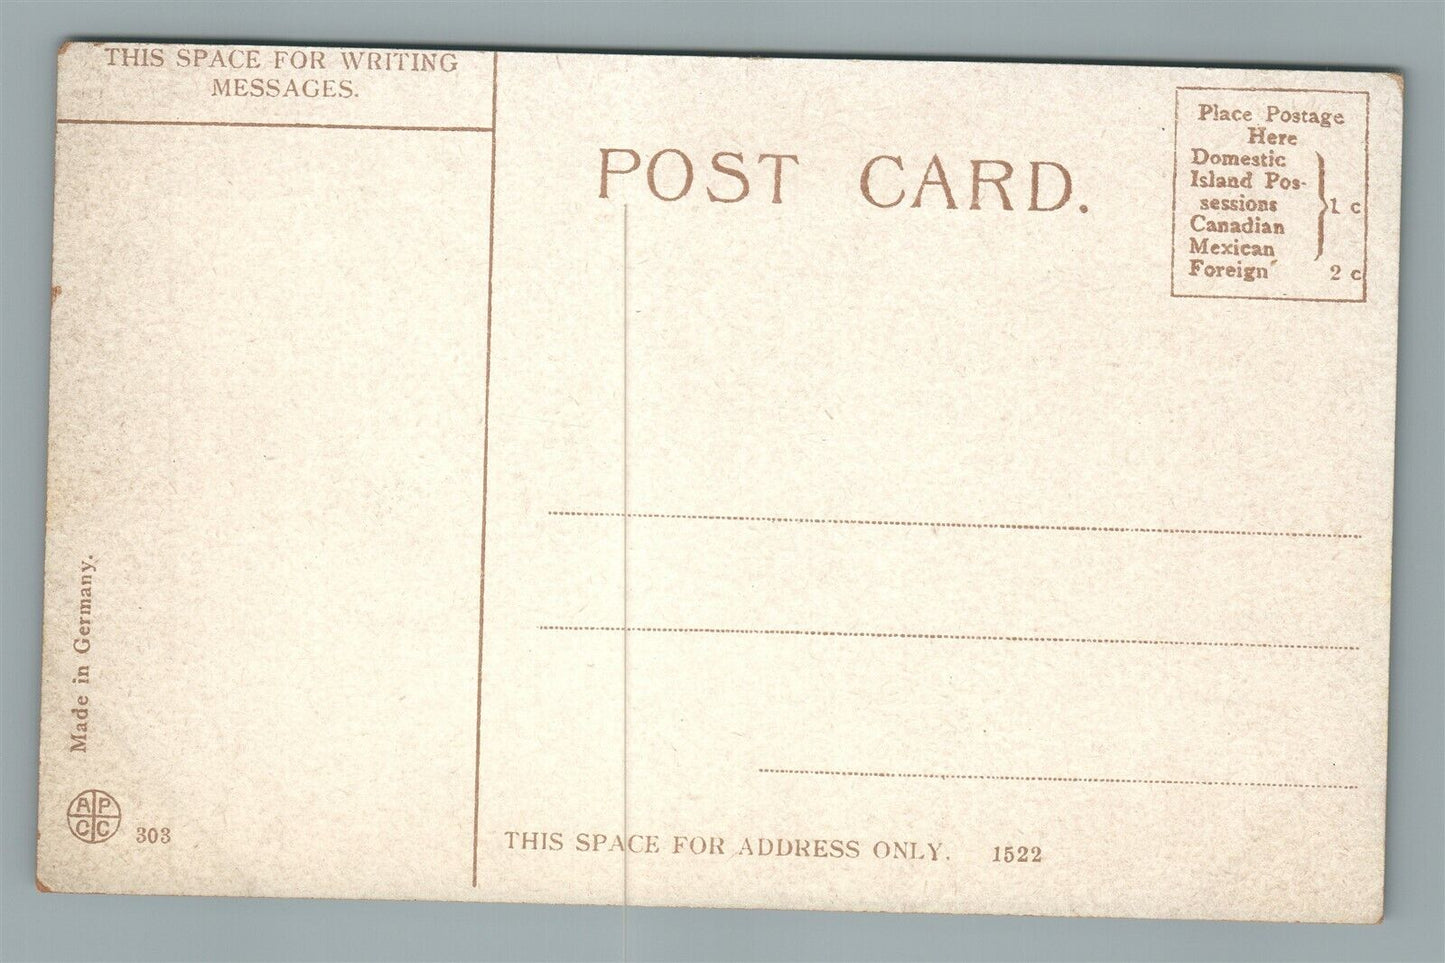 THIS SPACE FOR WRITING
MESSAGES.
POST CARD.
Place Postage
Here
Domestic
Island Pos-
sessions
Canadian
Mexican
1 c
Foreign 2 c
Made in Germany.
A P
C C
303
THIS SPACE FOR ADDRESS ONLY. 1522